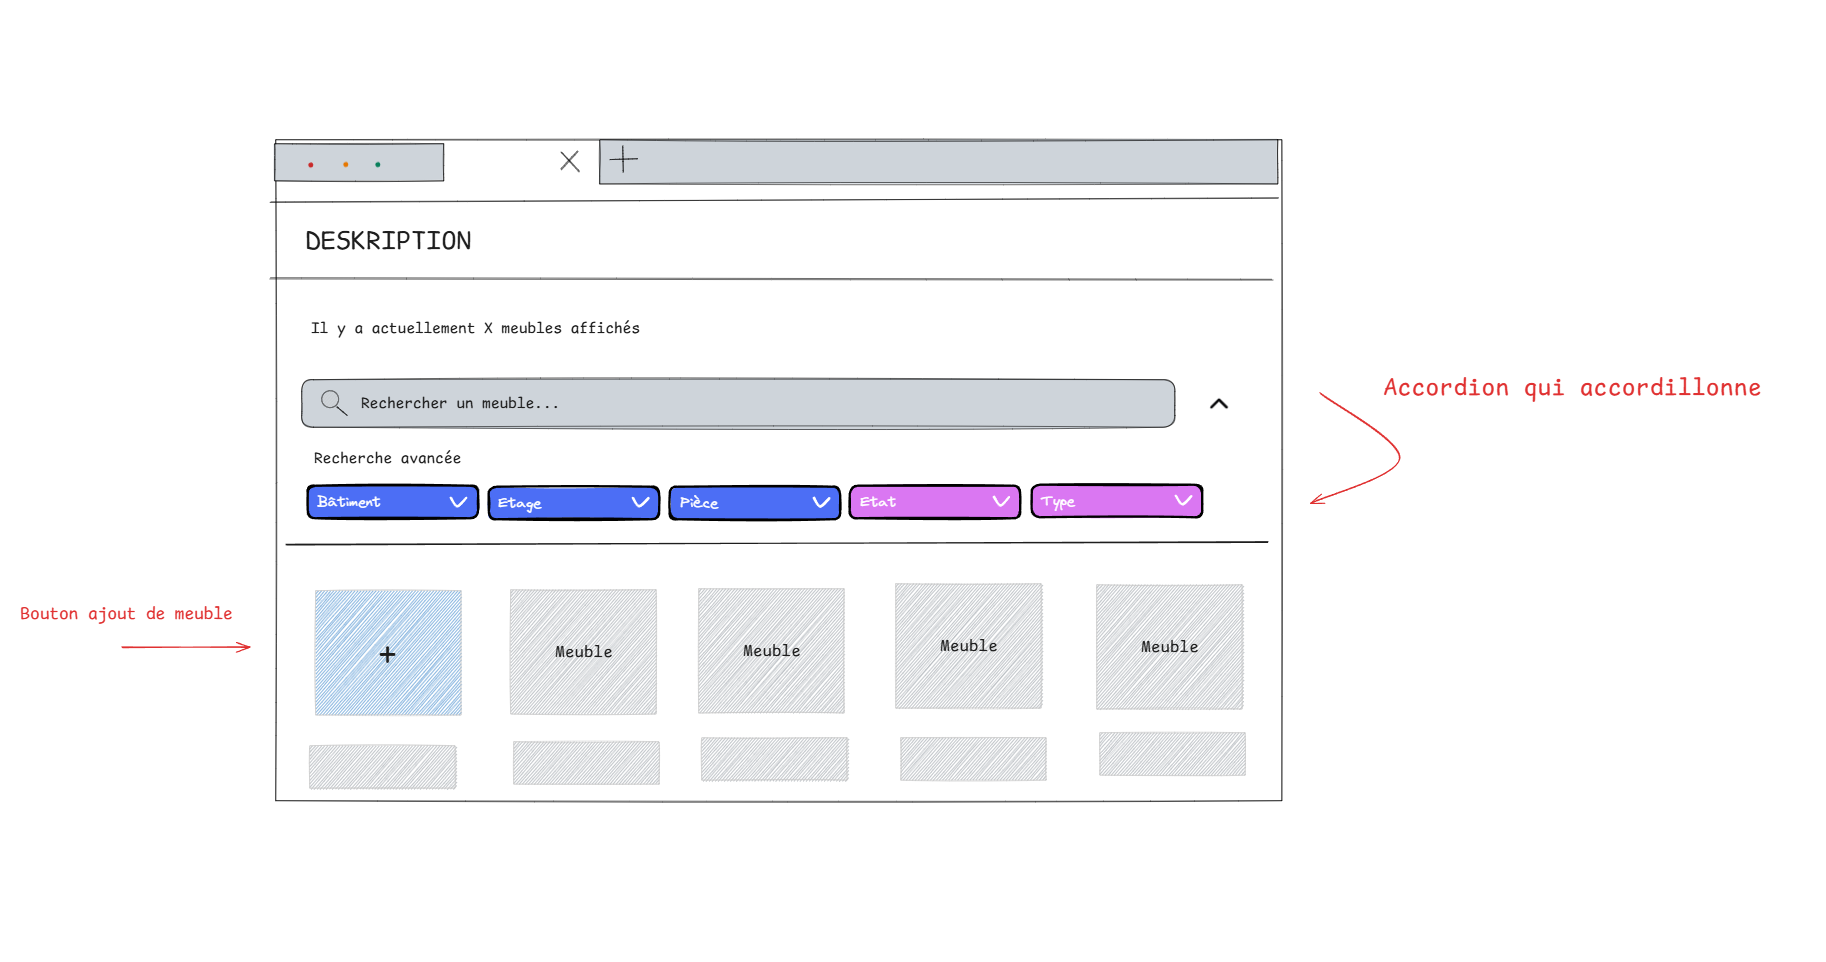 DESKRIPTION
Il y a actuellement X meubles affichés
Rechercher un meuble...
Accordion qui accordillonne
Recherche avancée
Bâtiment
Etage
Pièce
Etat
Type
Bouton ajout de meuble
+
Meuble
Meuble
Meuble
Meuble